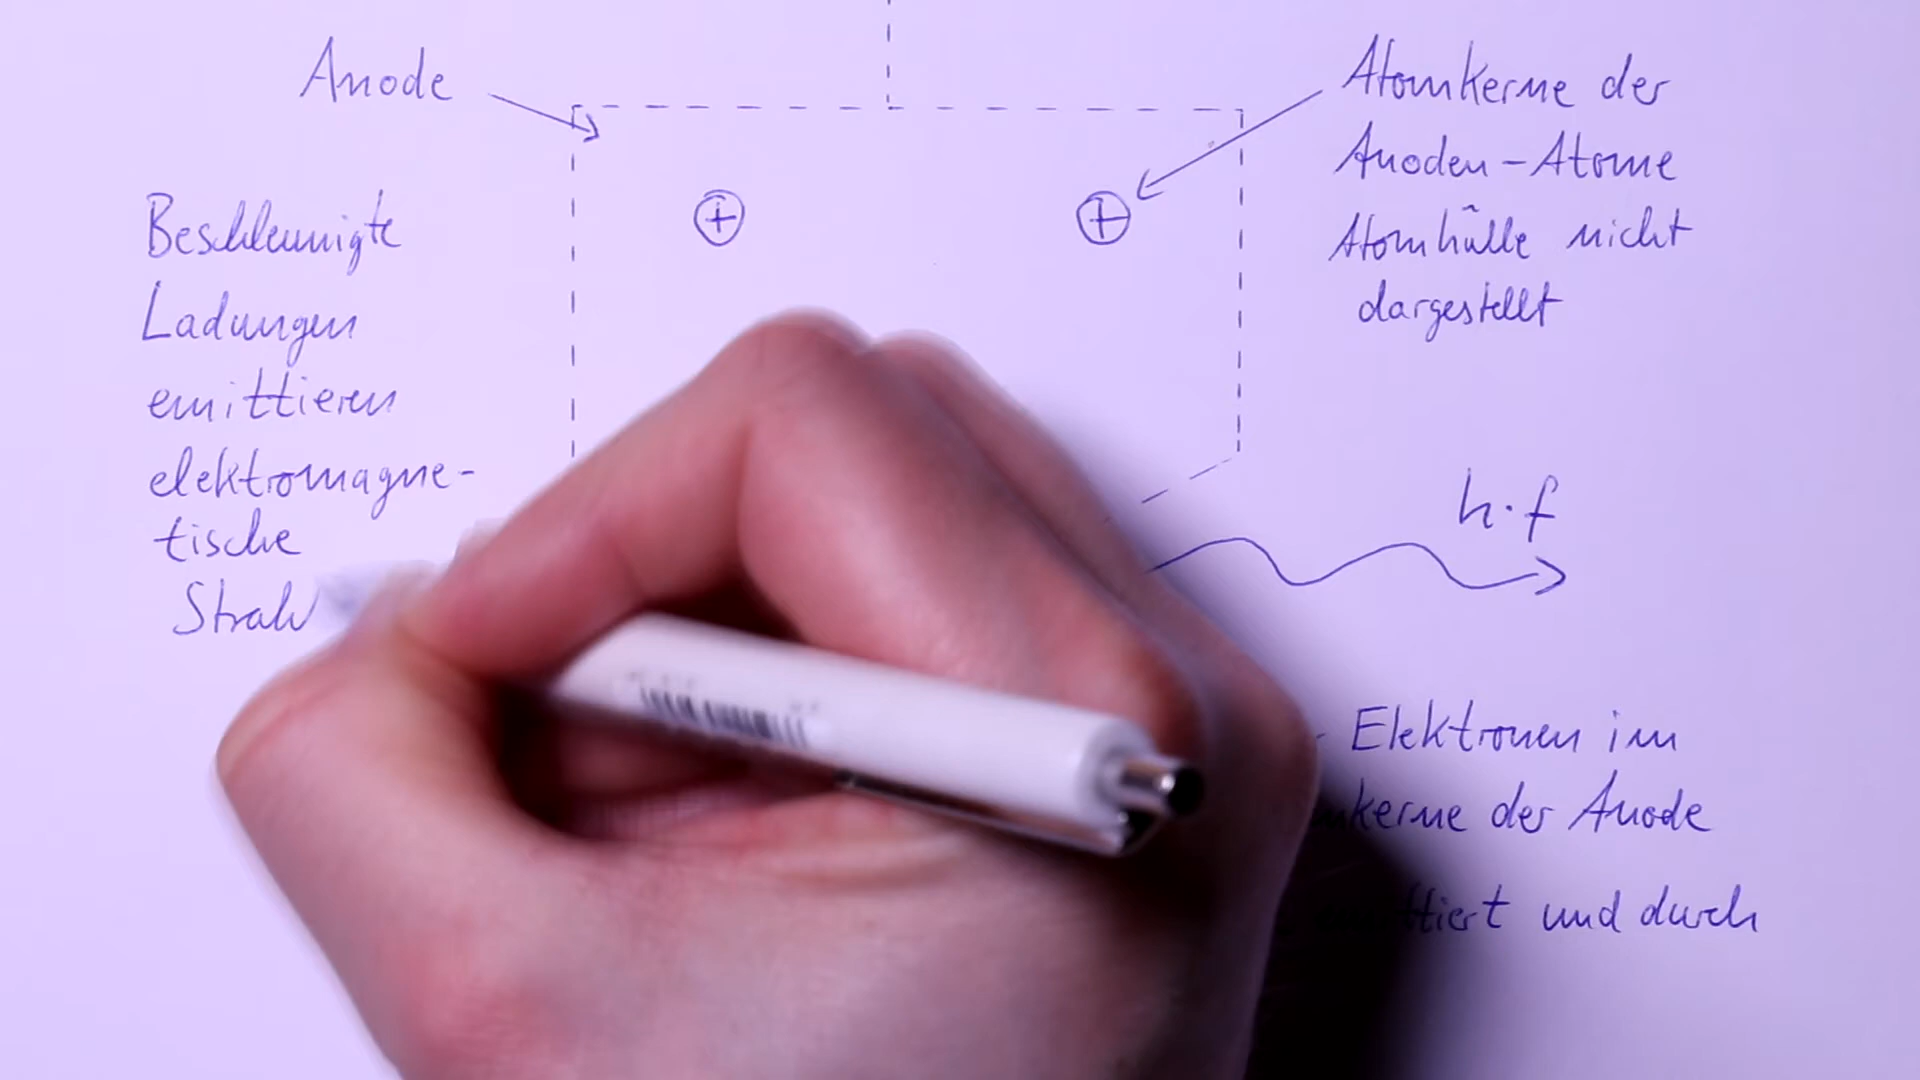 Anode
Beschleunigte
Ladungen
emittieren
elektromagne-
tische
Strah
Atomkerne der
Anoden-Atome
Atomhülle nicht
dargestellt
h·f
Elektronen im
kerne der Anode
und durch
+
+